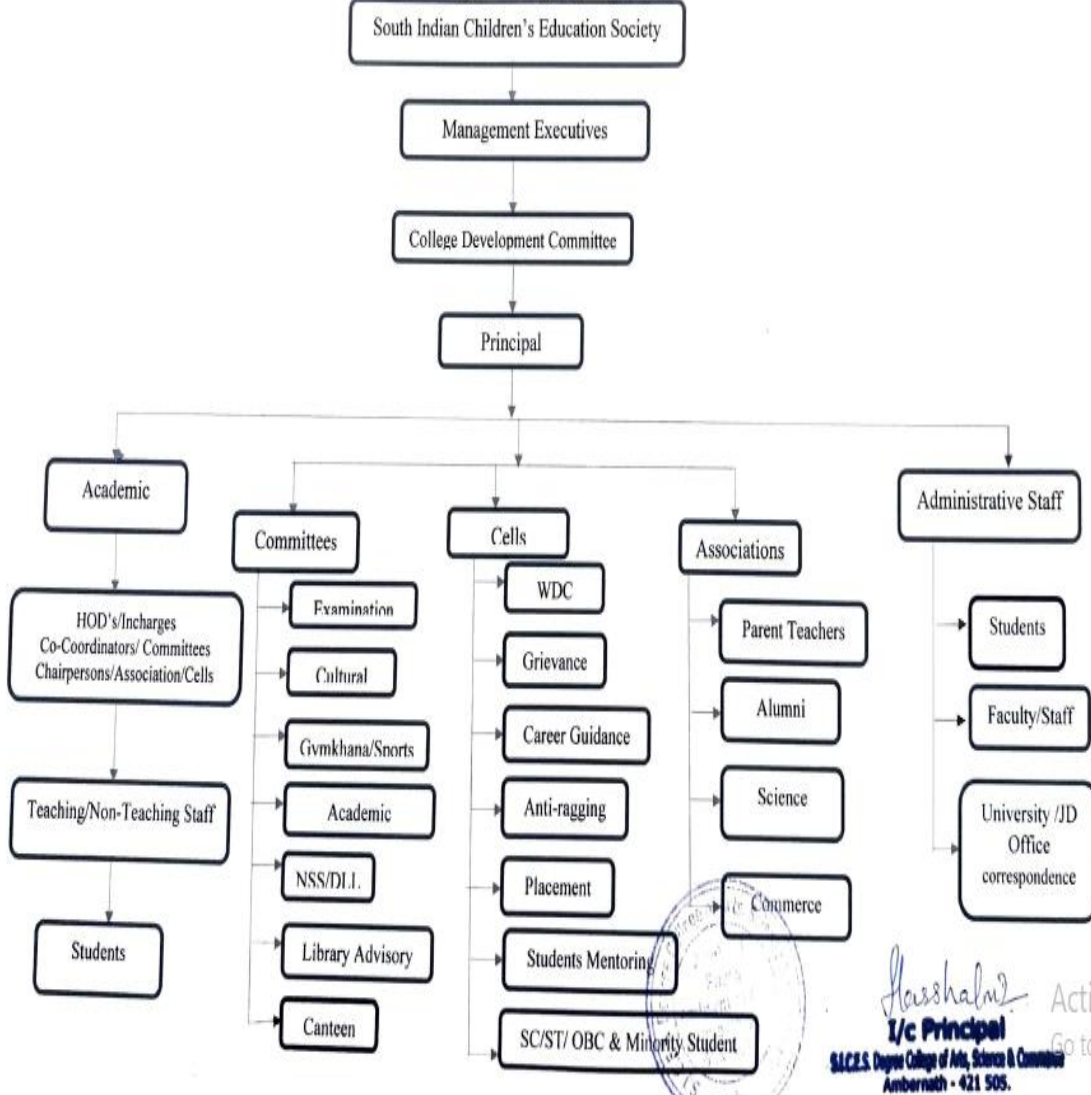 South Indian Children's Education Society
Management Executives
College Development Committee
Principal
Academic
HOD's/Incharges
Co-Coordinators/ Committees
Chairpersons/Association/Cells
Teaching/Non-Teaching Staff
Students
Committees
Examination
Cultural
Gymkhana/Sports
Academic
NSS/DLL
Library Advisory
Canteen
Cells
WDC
Grievance
Career Guidance
Anti-ragging
Placement
Students Mentoring
SC/ST/ OBC & Minority Student
Associations
Parent Teachers
Alumni
Science
Commerce
Administrative Staff
Students
Faculty/Staff
University /JD
Office
correspondence
I/c Principal
S.I.C.E.S. Degree College of Arts, Science & Commerce
Ambernath - 421 505.
Acti
Go to